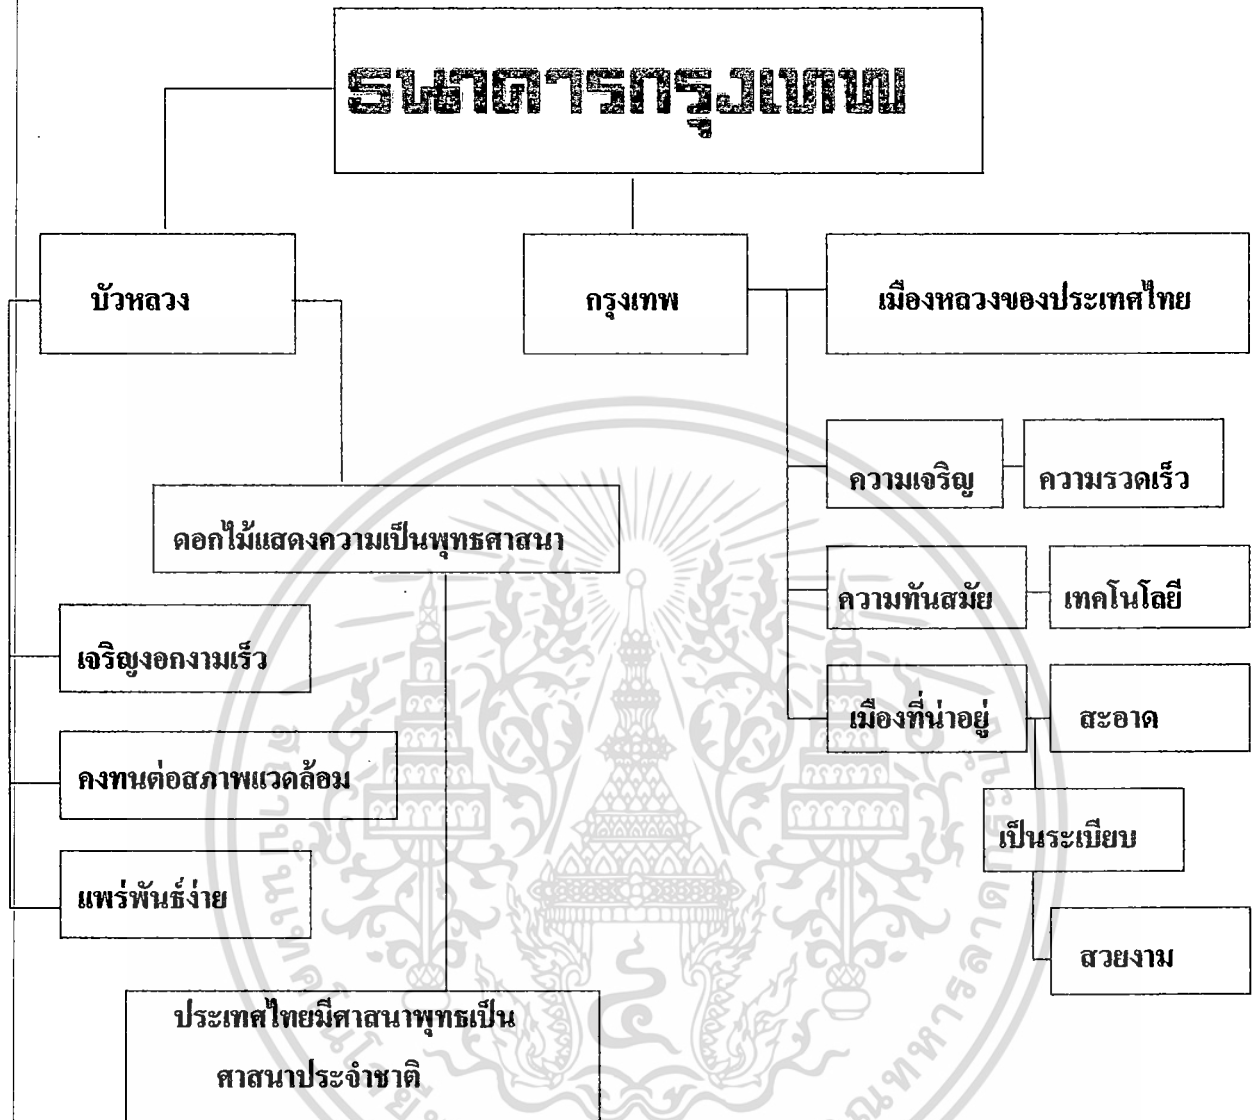 ธนาคารกรุงเทพ
บัวหลวง
กรุงเทพ
เมืองหลวงของประเทศไทย
ความเจริญ
ความรวดเร็ว
ดอกไม้แสดงความเป็นพุทธศาสนา
ความทันสมัย
เทคโนโลยี
เจริญงอกงามเร็ว
เมืองที่น่าอยู่
สะอาด
คงทนต่อสภาพแวดล้อม
เป็นระเบียบ
แพร่พันธ์ง่าย
สวยงาม
ประเทศไทยมีศาสนาพุทธเป็น
ศาสนาประจำชาติ